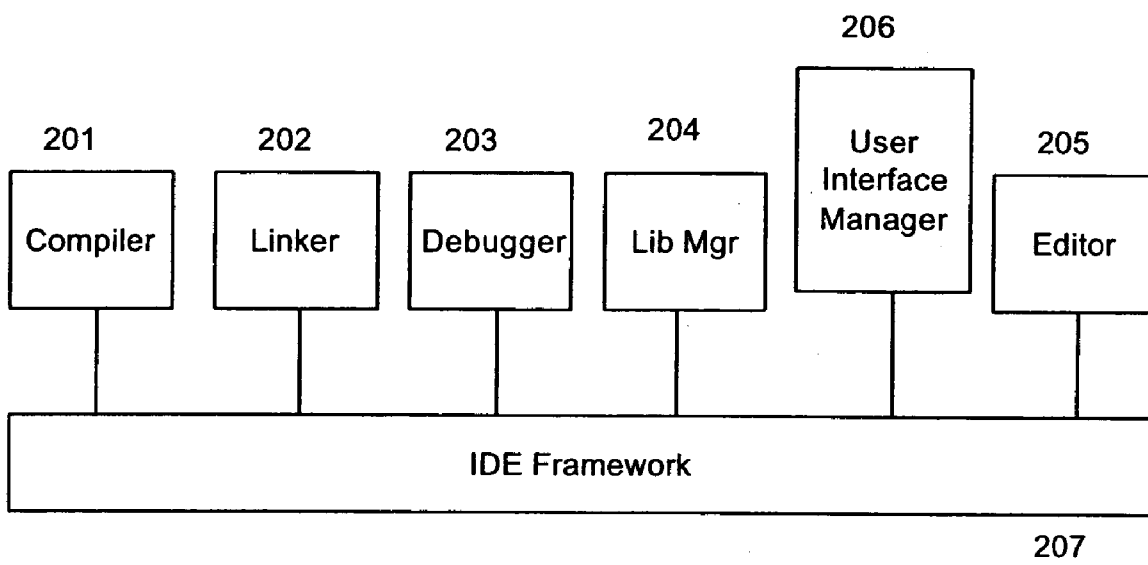 206
201
202
203
204
205
Compiler
Linker
Debugger
Lib Mgr
User
Interface
Manager
Editor
IDE Framework
207